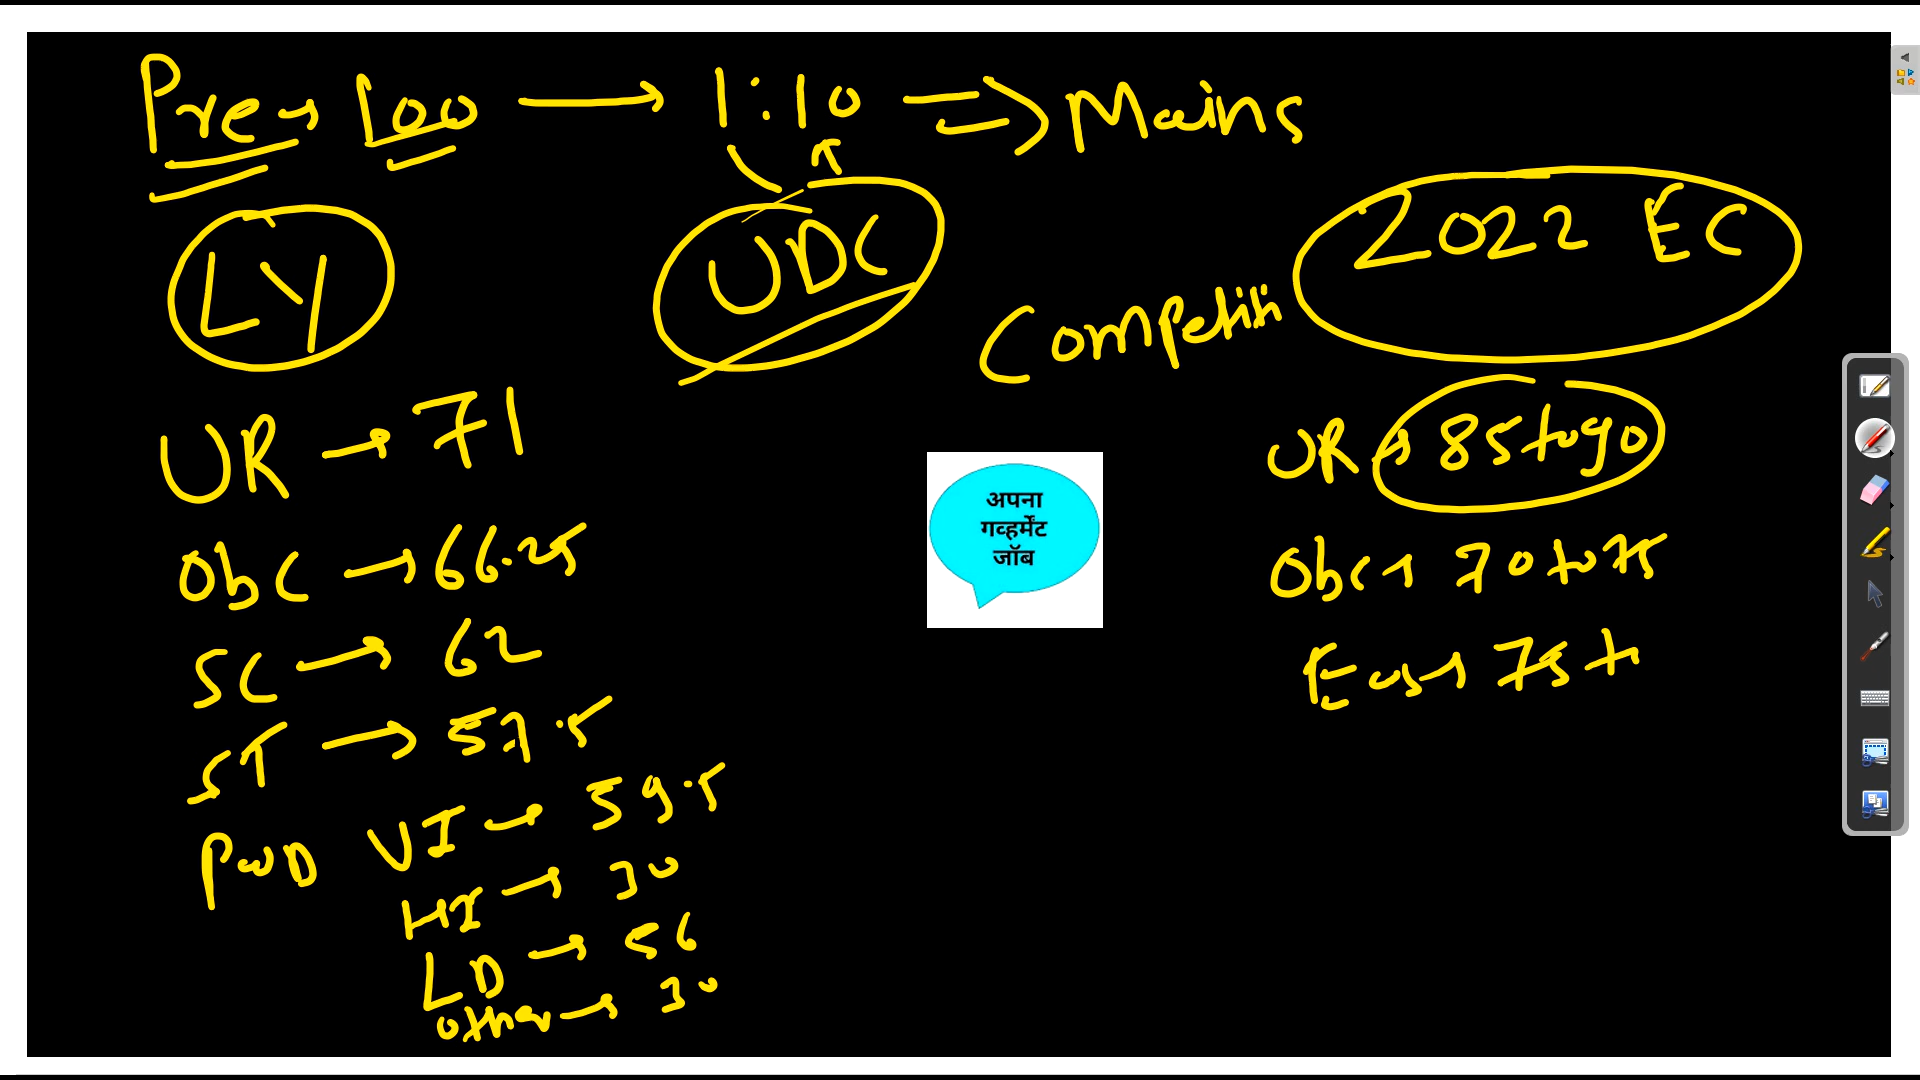 Pre → 100 → 1:10 ⇒ Mains
LY
UDC
2022 EC
Competiti
UR → 71
Obc → 66.25
SC → 62
ST → 57.5
PwD VI → 59.5
HI → 30
LD → 56
other → 30
अपना
गव्हर्मेंट
जॉब
UR → 85 to 90
Obc → 70 to 75
Ews → 75 +